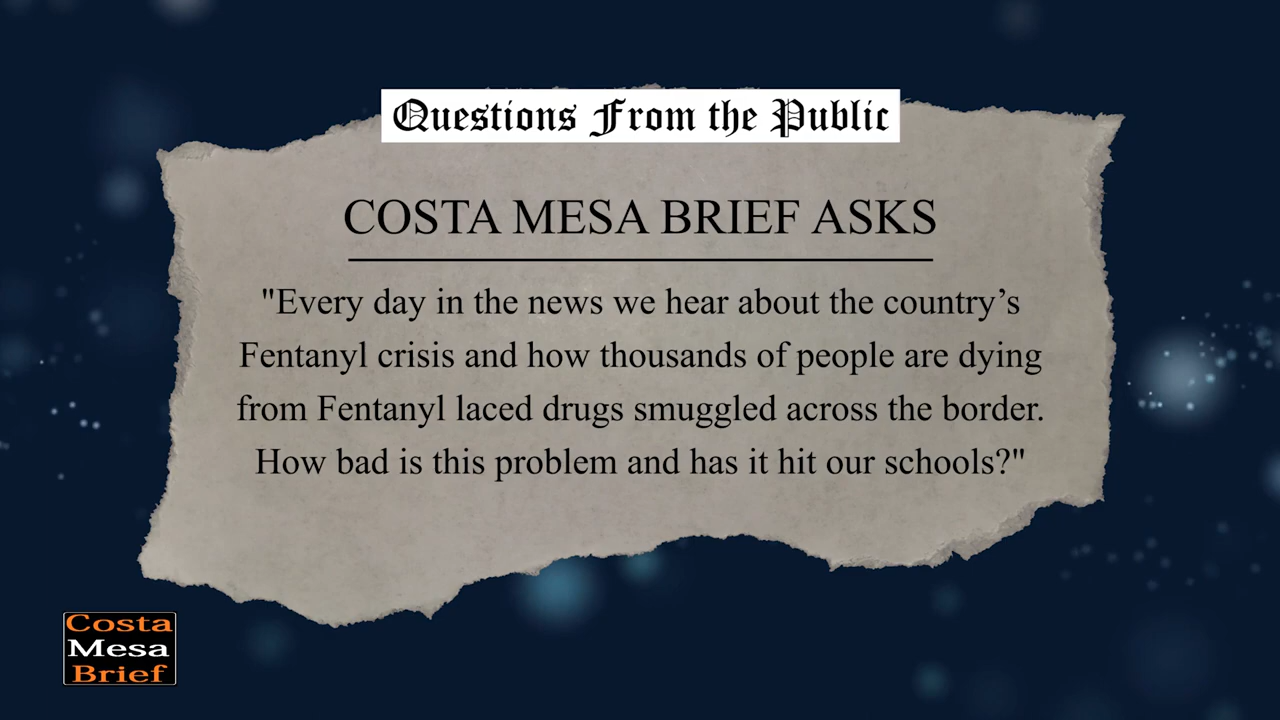 Questions From the Public
COSTA MESA BRIEF ASKS
"Every day in the news we hear about the country’s
Fentanyl crisis and how thousands of people are dying
from Fentanyl laced drugs smuggled across the border.
How bad is this problem and has it hit our schools?"
Costa
Mesa
Brief